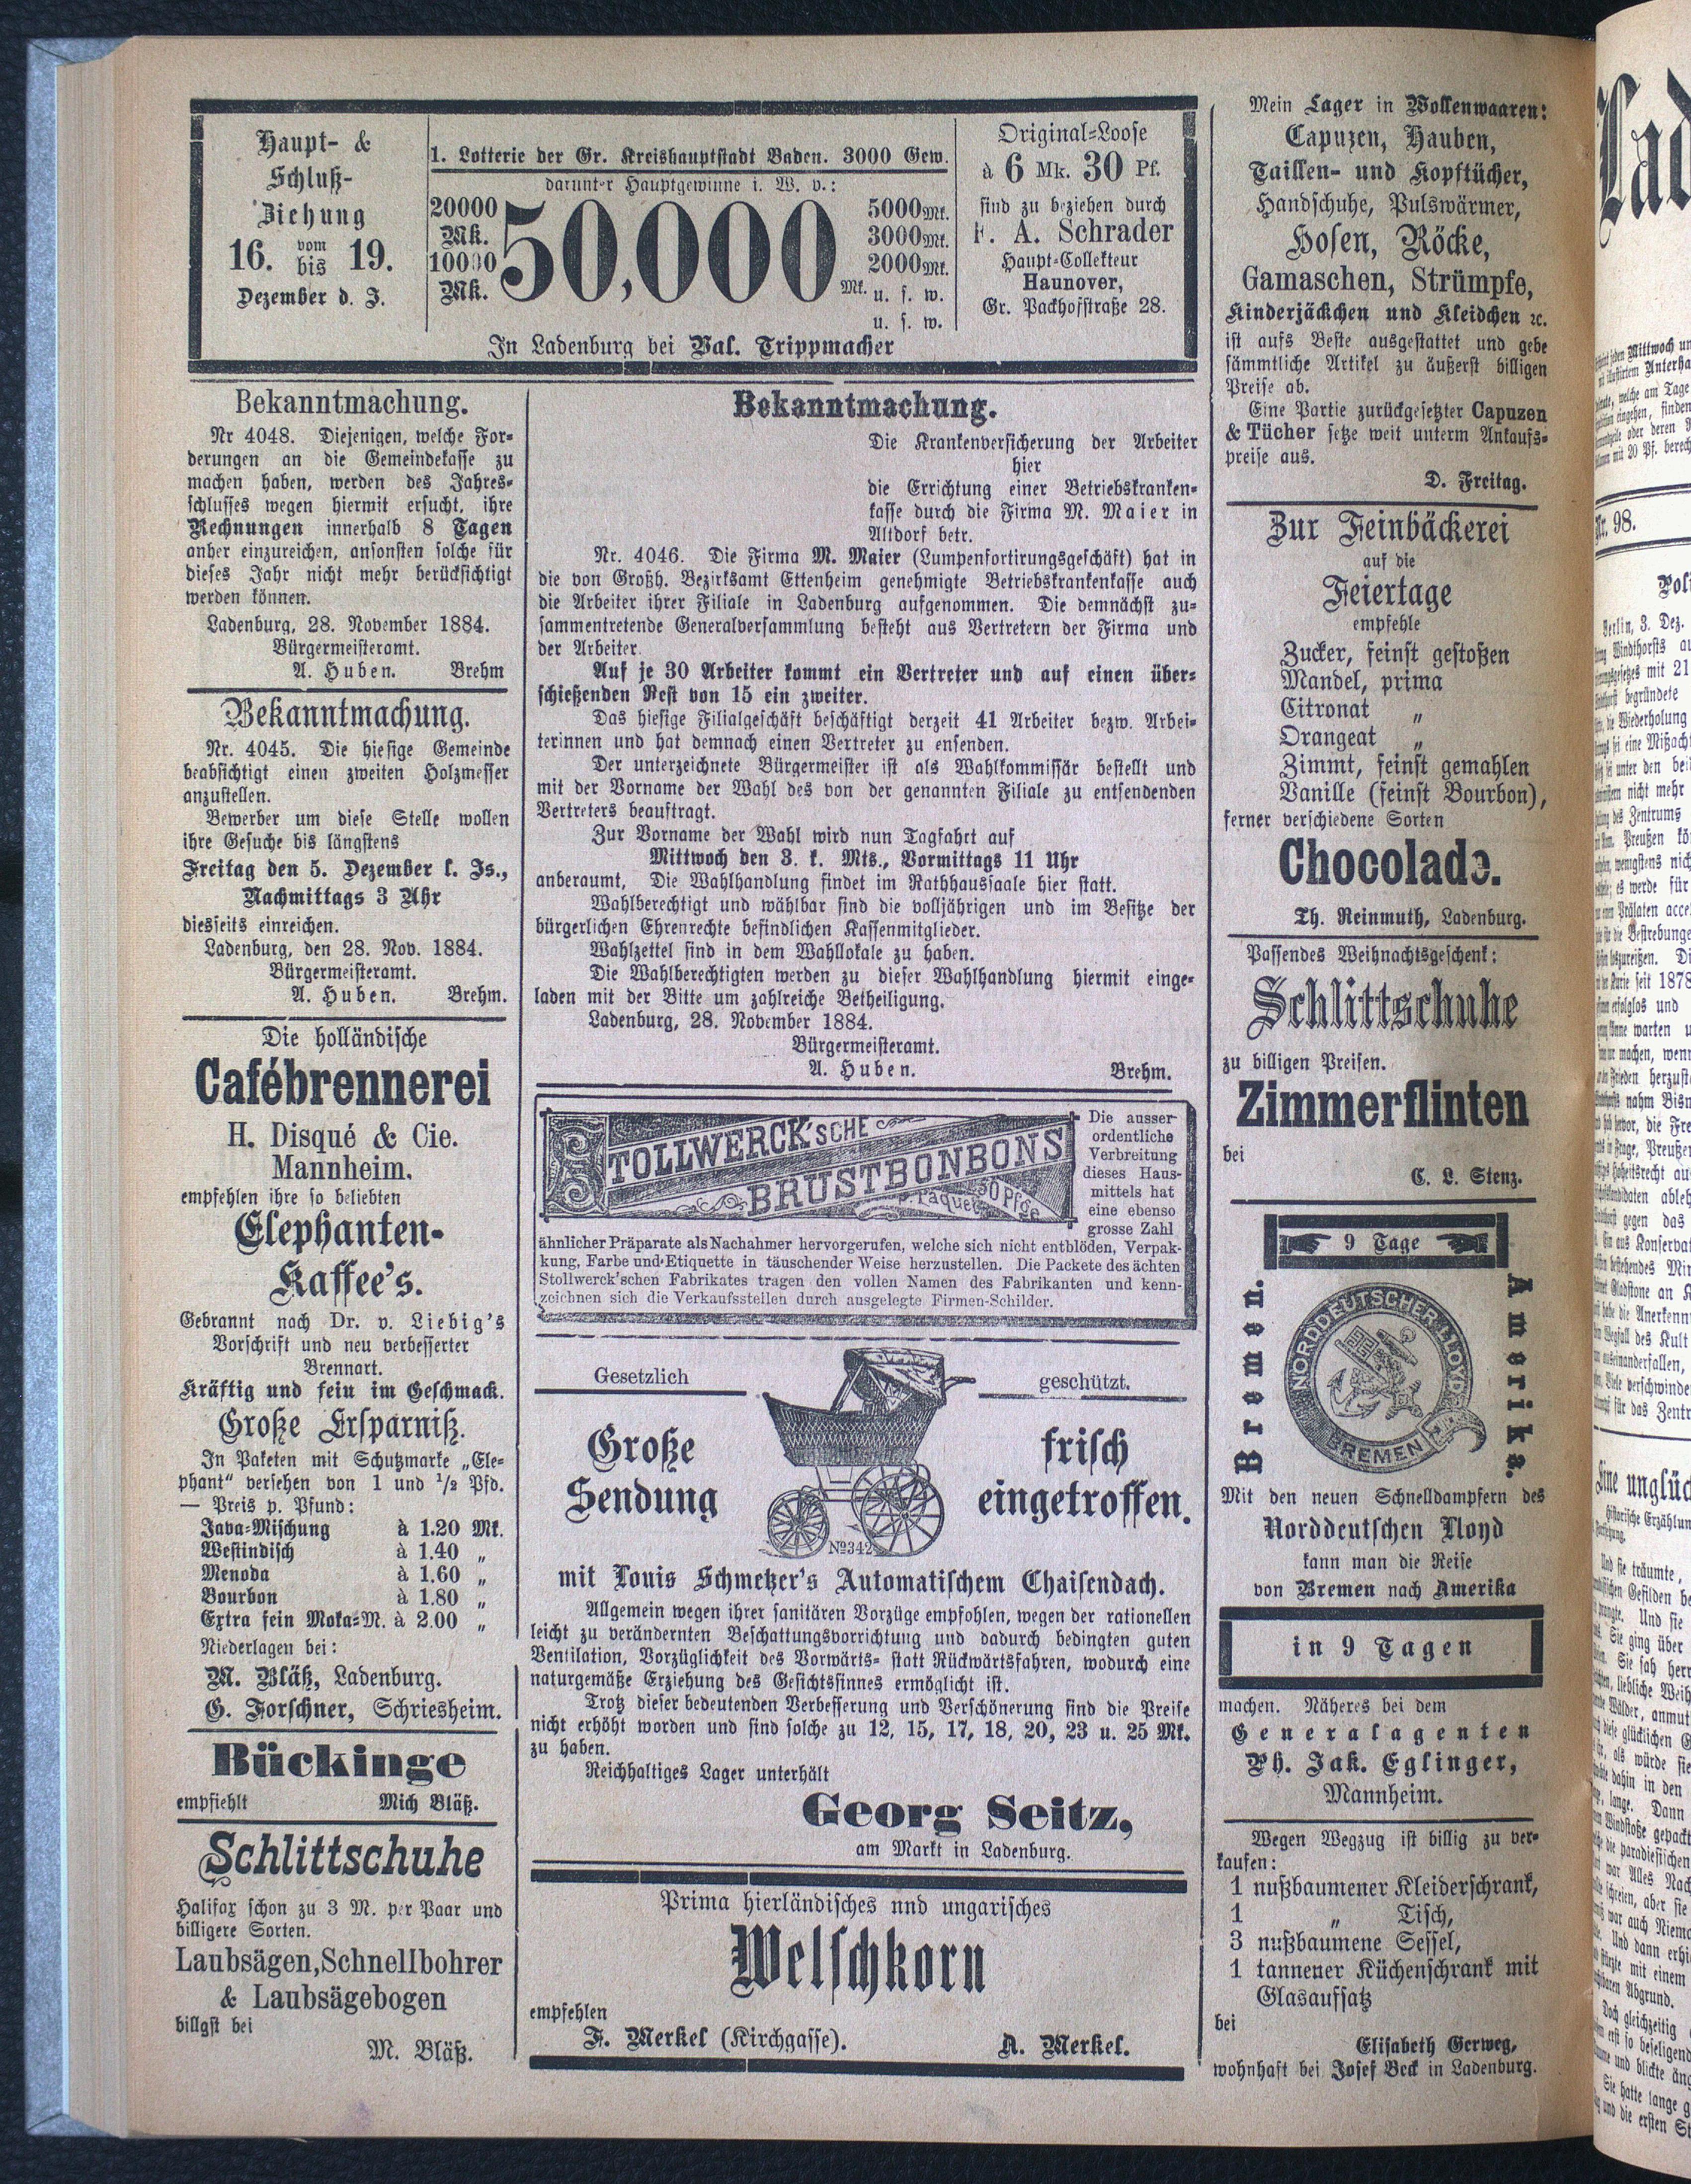 Haupt- &
Schluß-
Ziehung
16. vom bis 19.
Dezember d. J.
1. Lotterie der Gr. Kreishauptstadt Baden. 3000 Gew.
darunter Hauptgewinne i. W. v.:
20000
Mk.
10000
Mk.
50,000
Mk.
5000 Mk.
3000 Mk.
2000 Mk.
u. s. w.
u. s. w.
Original-Loose
à 6 Mk. 30 Pf.
sind zu beziehen durch
F. A. Schrader
Haupt-Collekteur
Hannover,
Gr. Packhofstraße 28.
In Ladenburg bei Val. Trippmacher
Bekanntmachung.
Nr 4048. Diejenigen, welche For-
derungen an die Gemeindekasse zu
machen haben, werden des Jahres-
schlusses wegen hiermit ersucht, ihre
Rechnungen innerhalb 8 Tagen
anher einzureichen, ansonsten solche für
dieses Jahr nicht mehr berücksichtigt
werden können.
Ladenburg, 28. November 1884.
Bürgermeisteramt.
A. Huben. Brehm
Bekanntmachung.
Nr. 4045. Die hiesige Gemeinde
beabsichtigt einen zweiten Holzmesser
anzustellen.
Bewerber um diese Stelle wollen
ihre Gesuche bis längstens
Freitag den 5. Dezember l. Js.,
Nachmittags 3 Uhr
diesseits einreichen.
Ladenburg, den 28. Nov. 1884.
Bürgermeisteramt.
A. Huben. Brehm.
Die holländische
Cafébrennerei
H. Disqué & Cie.
Mannheim.
empfehlen ihre so beliebten
Elephanten-
Kaffee's.
Gebrannt nach Dr. v. Liebig's
Vorschrift und neu verbesserter
Brennart.
Kräftig und fein im Geschmack.
Große Ersparniß.
In Paketen mit Schutzmarke „Ele-
phant“ versehen von 1 und 1/2 Pfd.
— Preis p. Pfund:
Java-Mischung à 1.20 Mk.
Westindisch à 1.40 „
Menoda à 1.60 „
Bourbon à 1.80 „
Extra fein Moka-M. à 2.00 „
Niederlagen bei:
M. Bläß, Ladenburg.
G. Forschner, Schriesheim.
Bückinge
empfiehlt Mich Bläß.
Schlittschuhe
Halifax schon zu 3 M. per Paar und
billigere Sorten.
Laubsägen, Schnellbohrer
& Laubsägebogen
billgst bei
M. Bläß.
Bekanntmachung.
Die Krankenversicherung der Arbeiter
hier
die Errichtung einer Betriebskranken-
kasse durch die Firma M. Maier in
Altdorf betr.
Nr. 4046. Die Firma M. Maier (Lumpensortirungsgeschäft) hat in
die von Großh. Bezirksamt Ettenheim genehmigte Betriebskrankenkasse auch
die Arbeiter ihrer Filiale in Ladenburg aufgenommen. Die demnächst zu-
sammentretende Generalversammlung besteht aus Vertretern der Firma und
der Arbeiter.
Auf je 30 Arbeiter kommt ein Vertreter und auf einen über-
schießenden Rest von 15 ein zweiter.
Das hiesige Filialgeschäft beschäftigt derzeit 41 Arbeiter bezw. Arbei-
terinnen und hat demnach einen Vertreter zu ensenden.
Der unterzeichnete Bürgermeister ist als Wahlkommissär bestellt und
mit der Vorname der Wahl des von der genannten Filiale zu entsendenden
Vertreters beauftragt.
Zur Vorname der Wahl wird nun Tagfahrt auf
Mittwoch den 3. k. Mts., Vormittags 11 Uhr
anberaumt, Die Wahlhandlung findet im Rathhaussaale hier statt.
Wahlberechtigt und wählbar sind die volljährigen und im Besitze der
bürgerlichen Ehrenrechte befindlichen Kassenmitglieder.
Wahlzettel sind in dem Wahllokale zu haben.
Die Wahlberechtigten werden zu dieser Wahlhandlung hiermit einge-
laden mit der Bitte um zahlreiche Betheiligung.
Ladenburg, 28. November 1884.
Bürgermeisteramt.
A. Huben. Brehm.
STOLLWERCK'SCHE
BRUSTBONBONS
p. Paquet 50 Pfge
Die ausser-
ordentliche
Verbreitung
dieses Haus-
mittels hat
eine ebenso
grosse Zahl
ähnlicher Präparate als Nachahmer hervorgerufen, welche sich nicht entblöden, Verpak-
kung, Farbe und Etiquette in täuschender Weise herzustellen. Die Packete des ächten
Stollwerck'schen Fabrikates tragen den vollen Namen des Fabrikanten und kenn-
zeichnen sich die Verkaufsstellen durch ausgelegte Firmen-Schilder.
Gesetzlich geschützt.
Große
Sendung
frisch
eingetroffen.
No 342
mit Louis Schmetzer's Automatischem Chaisendach.
Allgemein wegen ihrer sanitären Vorzüge empfohlen, wegen der rationellen
leicht zu verändernten Beschattungsvorrichtung und dadurch bedingten guten
Ventilation, Vorzüglichkeit des Vorwärts- statt Rückwärtsfahren, wodurch eine
naturgemäße Erziehung des Gesichtssinnes ermöglicht ist.
Trotz dieser bedeutenden Verbesserung und Verschönerung sind die Preise
nicht erhöht worden und sind solche zu 12, 15, 17, 18, 20, 23 u. 25 Mk.
zu haben.
Reichhaltiges Lager unterhält
Georg Seitz,
am Markt in Ladenburg.
Prima hierländisches nnd ungarisches
Welschkorn
empfehlen
F. Merkel (Kirchgasse). A. Merkel.
Mein Lager in Wollenwaaren:
Capuzen, Hauben,
Taillen- und Kopftücher,
Handschuhe, Pulswärmer,
Hosen, Röcke,
Gamaschen, Strümpfe,
Kinderjäckchen und Kleidchen ꝛc.
ist aufs Beste ausgestattet und gebe
sämmtliche Artikel zu äußerst billigen
Preise ab.
Eine Partie zurückgesetzter Capuzen
& Tücher setze weit unterm Ankaufs-
preise aus.
D. Freitag.
Zur Feinbäckerei
auf die
Feiertage
empfehle
Zucker, feinst gestoßen
Mandel, prima
Citronat „
Orangeat „
Zimmt, feinst gemahlen
Vanille (feinst Bourbon),
ferner verschiedene Sorten
Chocolade.
Th. Reinmuth, Ladenburg.
Passendes Weihnachtsgeschenk:
Schlittschuhe
zu billigen Preisen.
Zimmerflinten
bei
C. L. Stenz.
9 Tage
Bremen.
NORDDEUTSCHER LLOYD
BREMEN
Amerika.
Mit den neuen Schnelldampfern des
Norddeutschen Lloyd
kann man die Reise
von Bremen nach Amerika
in 9 Tagen
machen. Näheres bei dem
Generalagenten
Ph. Jak. Eglinger,
Mannheim.
Wegen Wegzug ist billig zu ver-
kaufen:
1 nußbaumener Kleiderschrank,
1 „ Tisch,
3 nußbaumene Sessel,
1 tannener Küchenschrank mit
Glasaufsatz
bei
Elisabeth Gerweg,
wohnhaft bei Josef Beck in Ladenburg.
Lad
Nr. 98.
Berlin, 3. Dez.